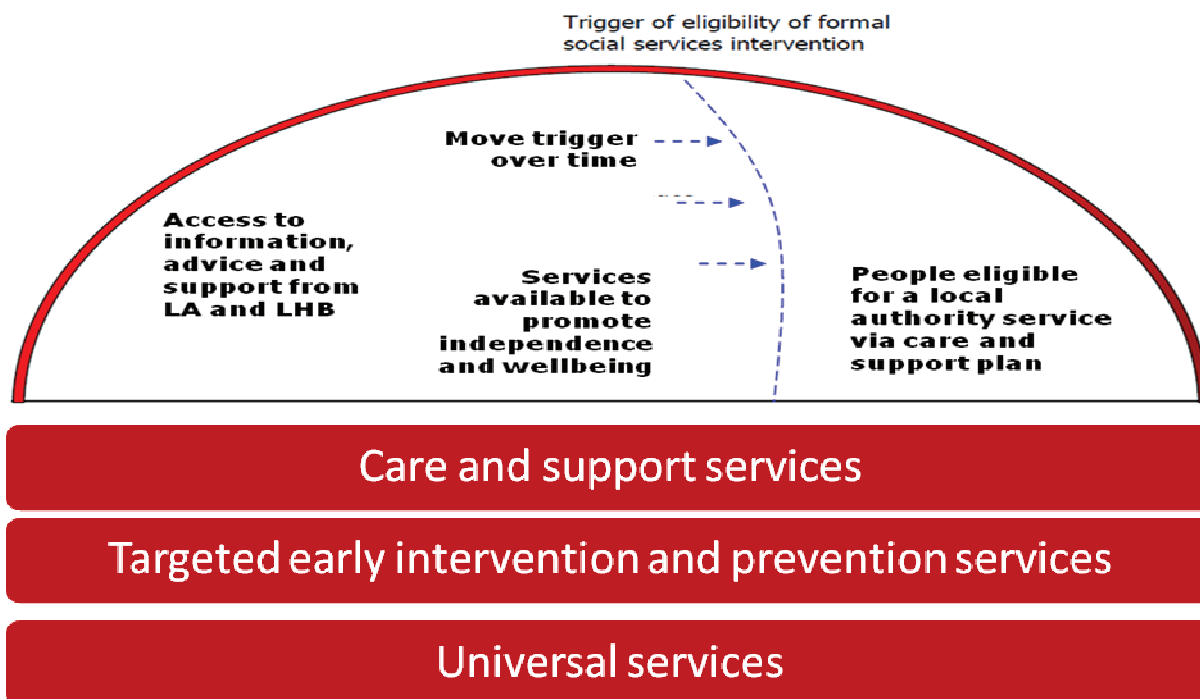 Trigger of eligibility of formal
social services intervention
Move trigger
over time
Access to
information,
advice and
support from
LA and LHB
Services
available to
promote
independence
and wellbeing
People eligible
for a local
authority service
via care and
support plan
Care and support services
Targeted early intervention and prevention services
Universal services